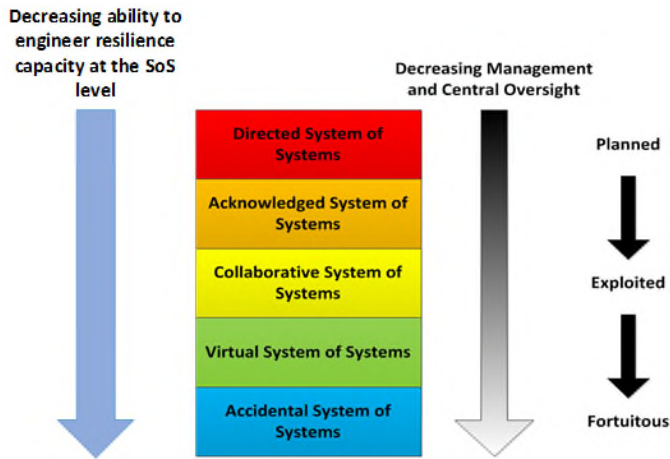 Decreasing ability to
engineer resilience
capacity at the SoS
level
Decreasing Management
and Central Oversight
Directed System of
Systems
Acknowledged System of
Systems
Collaborative System of
Systems
Virtual System of Systems
Accidental System of
Systems
Planned
Exploited
Fortuitous